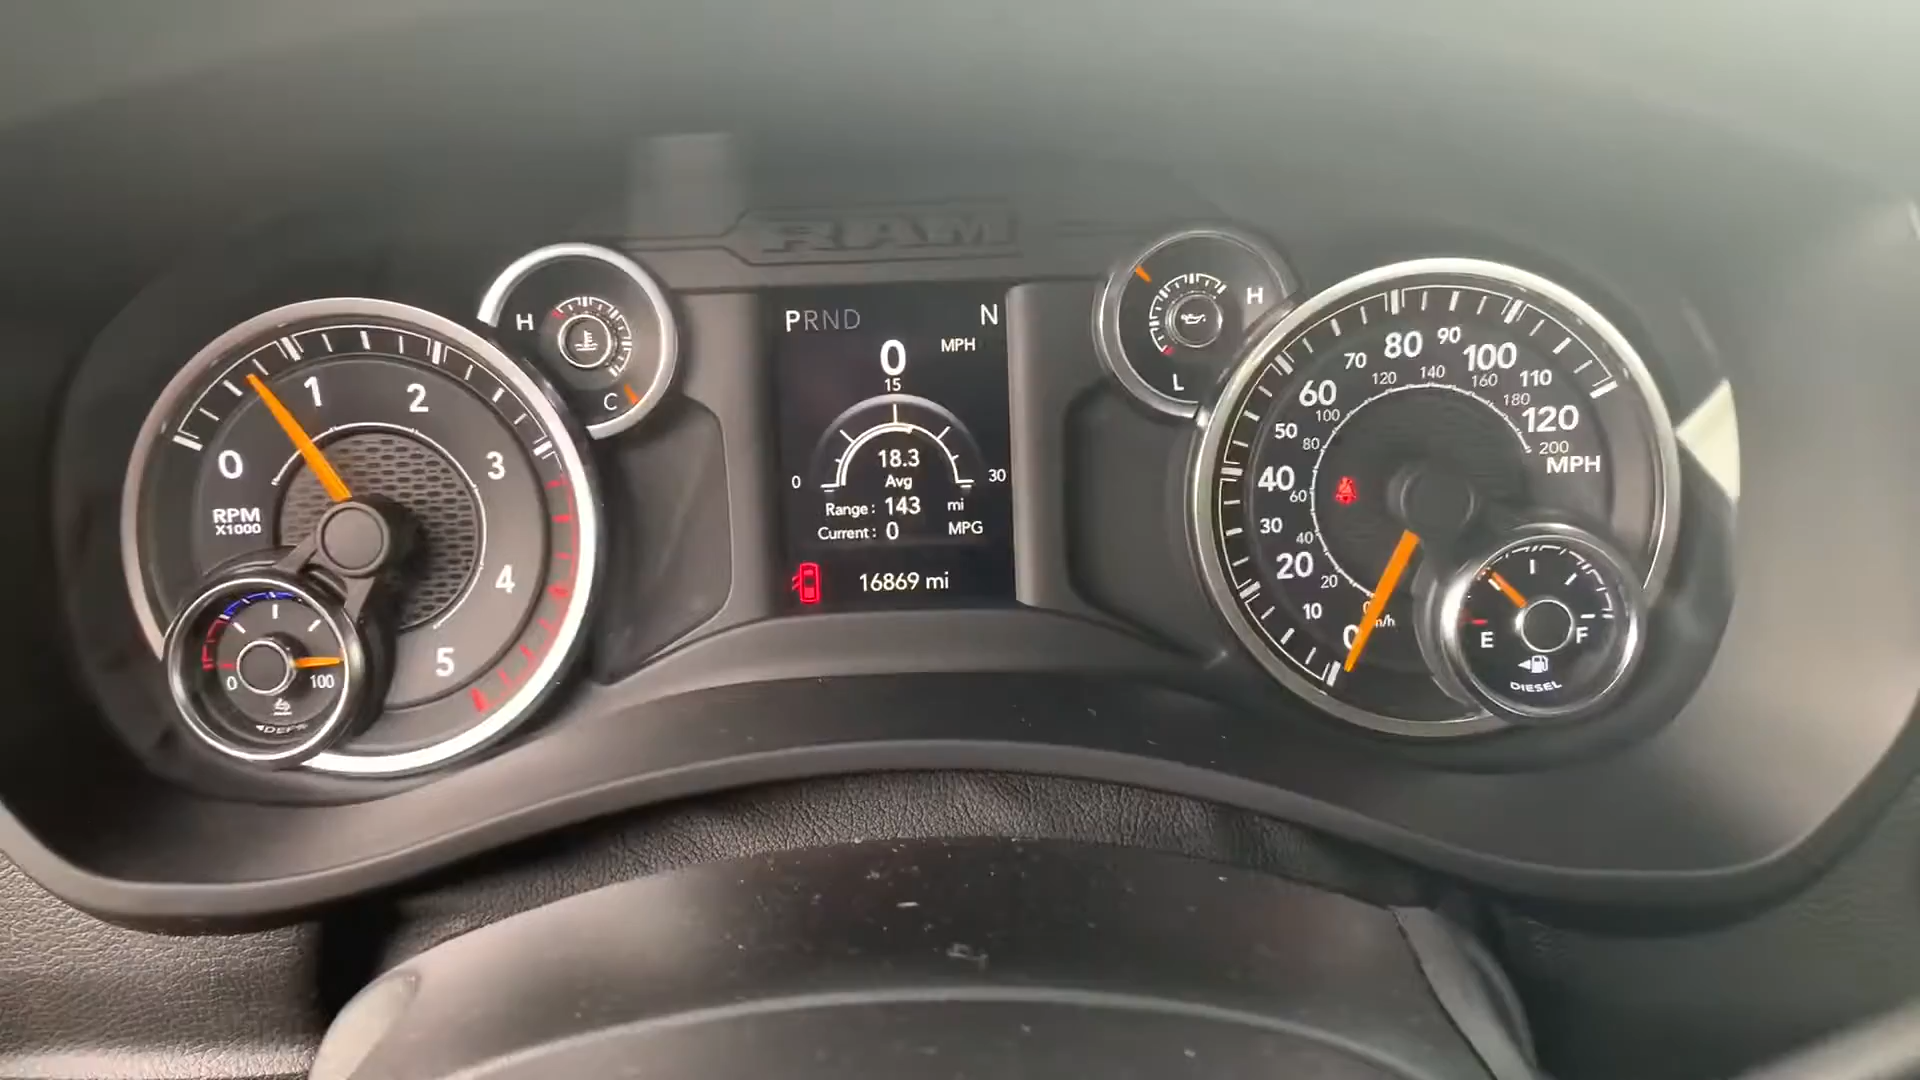 RAM
0
1
2
3
4
5
RPM
X1000
0
100
DEF
H
C
PRND
N
0
MPH
15
0
30
18.3
Avg
Range: 143 mi
Current: 0 MPG
16869 mi
H
L
0
10
20
30
40
50
60
70
80
90
100
110
120
MPH
20
40
60
80
100
120
140
160
180
200
E
F
DIESEL